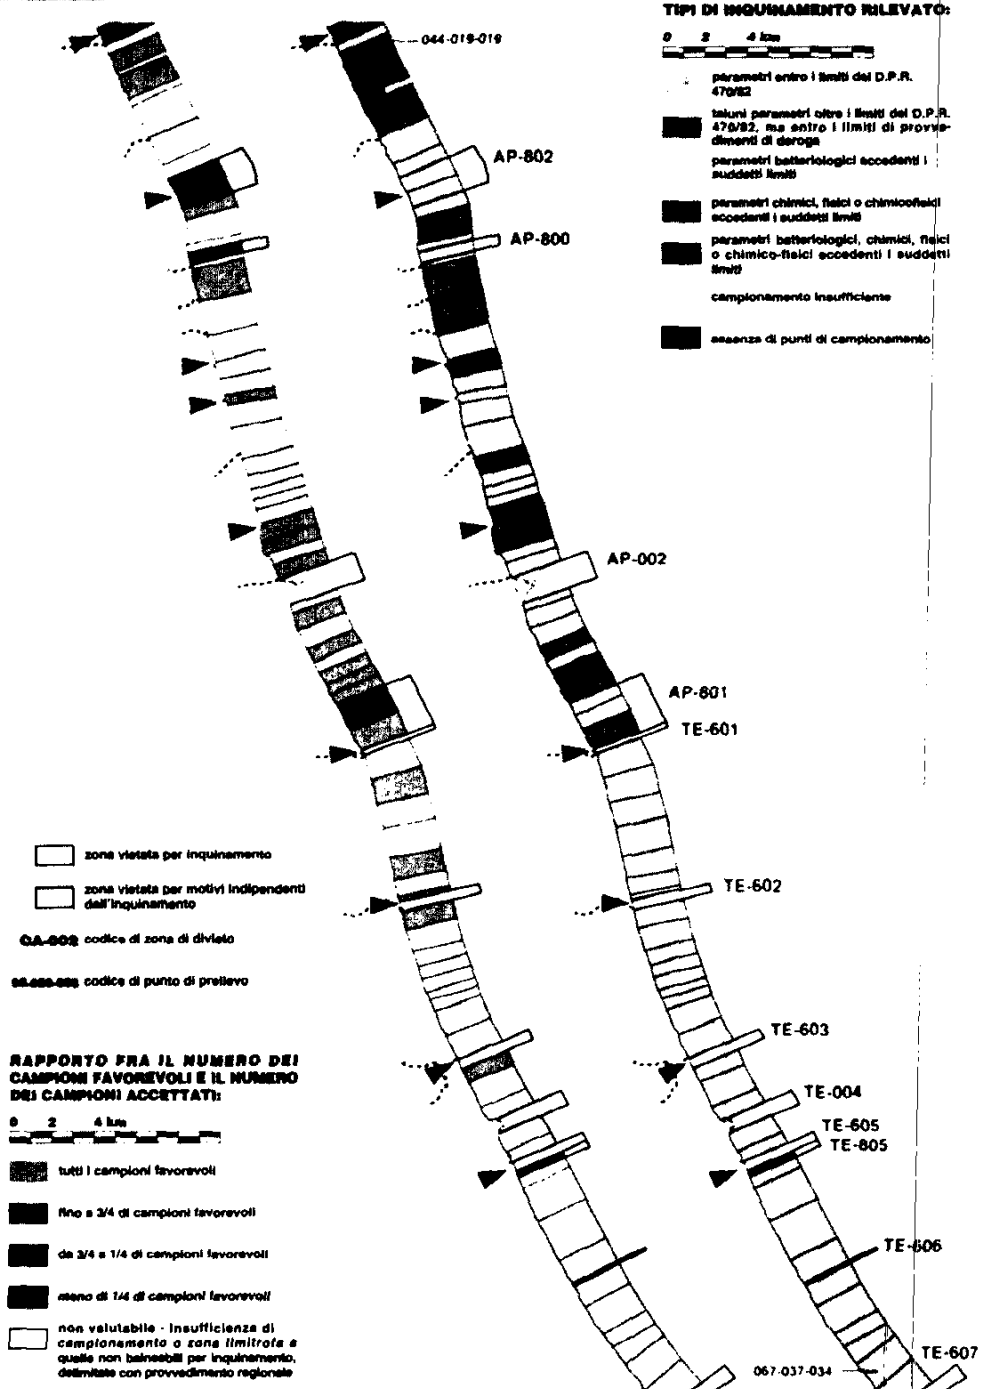 TIPI DI INQUINAMENTO RILEVATO:
0 2 4 km
parametri entro i limiti del D.P.R.
470/82
taluni parametri oltre i limiti del D.P.R.
470/82, ma entro i limiti di provve-
dimenti di deroga
parametri batteriologici eccedenti i
suddetti limiti
parametri chimici, fisici o chimicofisici
eccedenti i suddetti limiti
parametri batteriologici, chimici, fisici
o chimico-fisici eccedenti i suddetti
limiti
campionamento insufficiente
assenza di punti di campionamento
044-019-019
AP-802
AP-800
AP-002
AP-801
TE-601
TE-602
TE-603
TE-004
TE-605
TE-805
TE-606
TE-607
067-037-034
zona vietata per inquinamento
zona vietata per motivi indipendenti
dall'inquinamento
CA-002 codice di zona di divieto
codice di punto di prelievo
RAPPORTO FRA IL NUMERO DEI
CAMPIONI FAVOREVOLI E IL NUMERO
DEI CAMPIONI ACCETTATI:
0 2 4 km
tutti i campioni favorevoli
fino a 3/4 di campioni favorevoli
da 3/4 a 1/4 di campioni favorevoli
meno di 1/4 di campioni favorevoli
non valutabile - insufficienza di
campionamento o zona limitrofa a
quelle non balneabili per inquinamento,
delimitate con provvedimento regionale